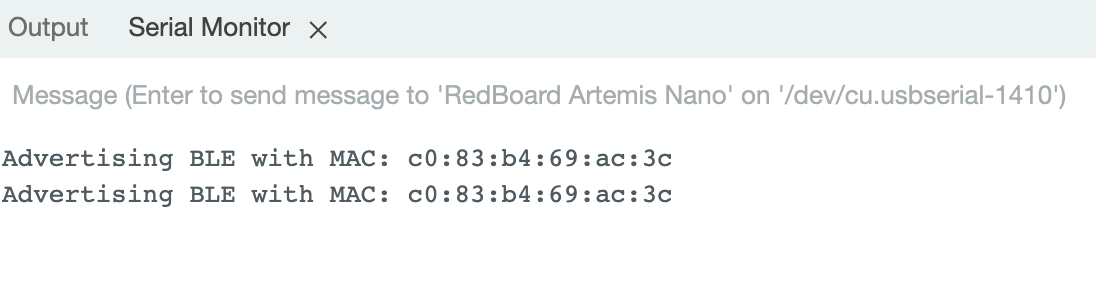 Output Serial Monitor
Message (Enter to send message to 'RedBoard Artemis Nano' on '/dev/cu.usbserial-1410')
Advertising BLE with MAC: c0:83:b4:69:ac:3c
Advertising BLE with MAC: c0:83:b4:69:ac:3c